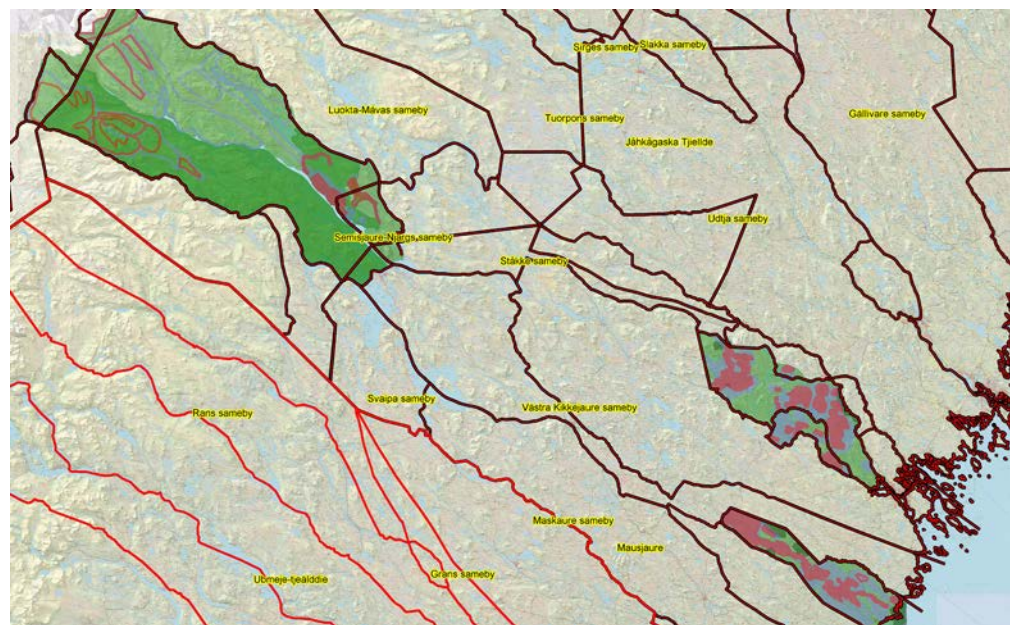 Sirges sameby
Slakka sameby
Luokta-Mávas sameby
Tuorpons sameby
Gällivare sameby
Jåhkågaska Tjiellde
Udtja sameby
Semisjaure-Njargs sameby
Ståkke sameby
Svaipa sameby
Västra Kikkejaure sameby
Rans sameby
Maskaure sameby
Mausjaure
Grans sameby
Ubmeje-tjeälddie